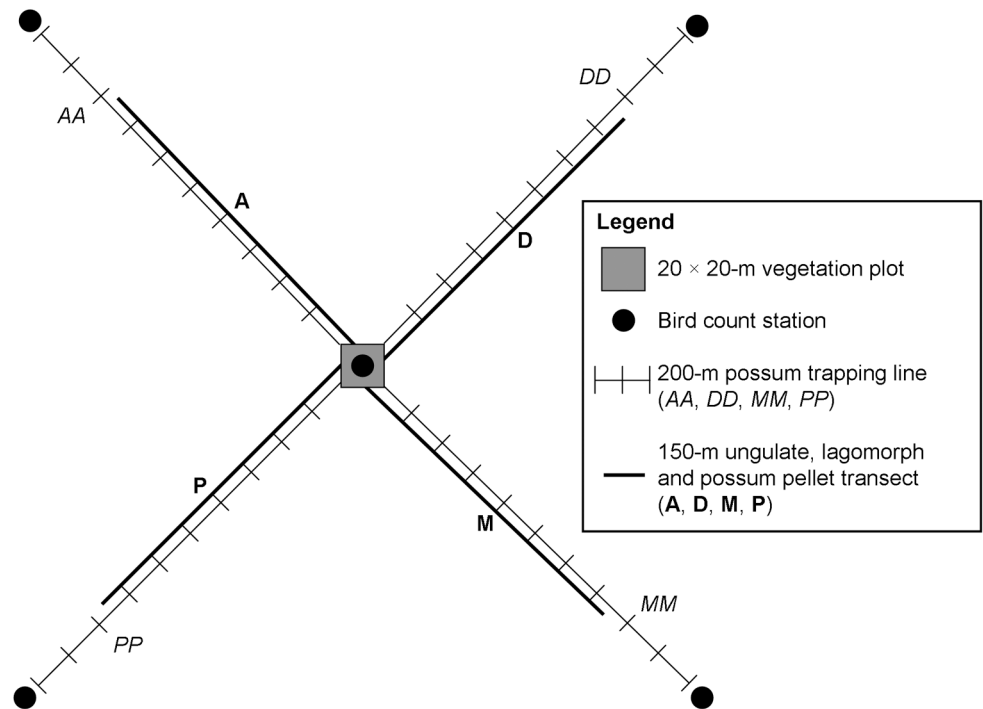 DD
AA
A
D
Legend
20 × 20-m vegetation plot
Bird count station
200-m possum trapping line
(AA, DD, MM, PP)
150-m ungulate, lagomorph
and possum pellet transect
(A, D, M, P)
P
M
MM
PP